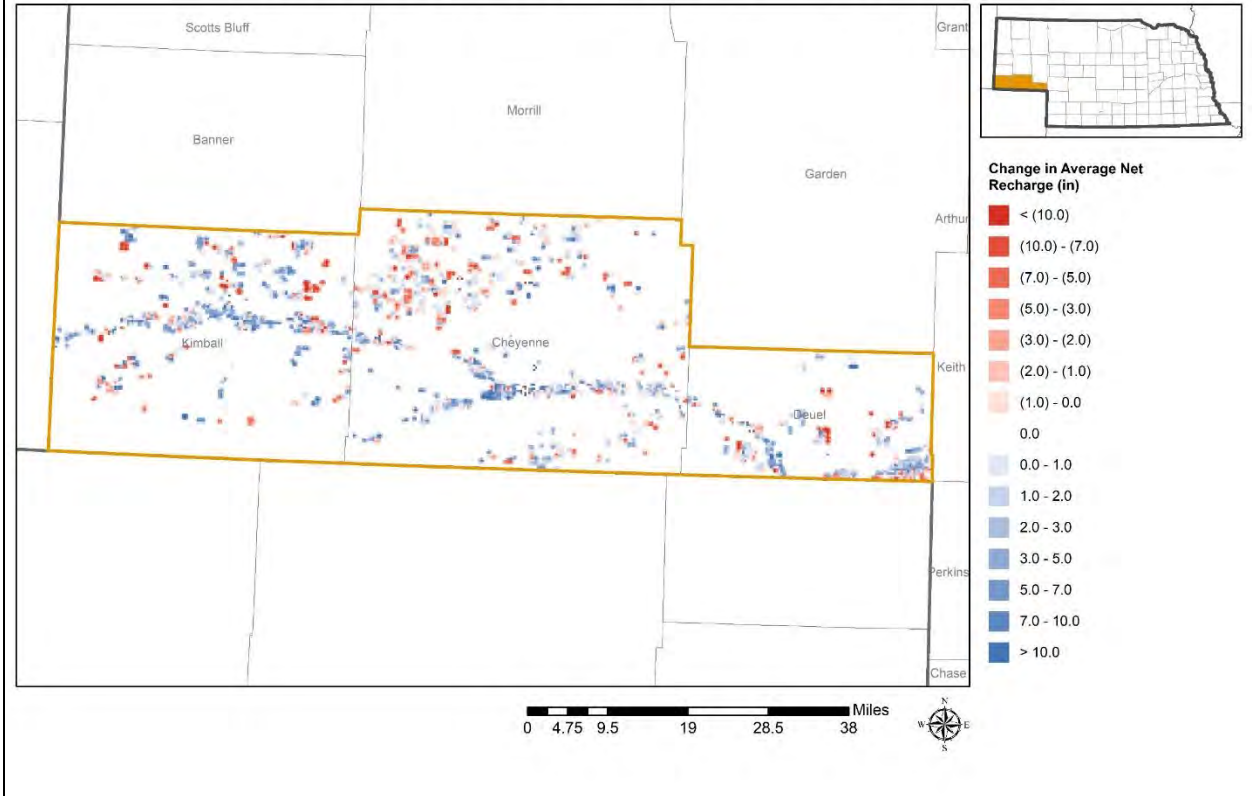 Scotts Bluff
Grant
Morrill
Banner
Garden
Arthur
Kimball
Cheyenne
Keith
Deuel
Perkins
Chase
Change in Average Net
Recharge (in)
< (10.0)
(10.0) - (7.0)
(7.0) - (5.0)
(5.0) - (3.0)
(3.0) - (2.0)
(2.0) - (1.0)
(1.0) - 0.0
0.0
0.0 - 1.0
1.0 - 2.0
2.0 - 3.0
3.0 - 5.0
5.0 - 7.0
7.0 - 10.0
> 10.0
Miles
0 4.75 9.5 19 28.5 38
N
W E
S